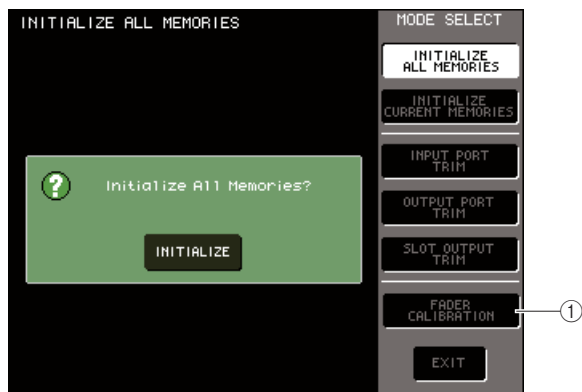 INITIALIZE ALL MEMORIES
MODE SELECT
INITIALIZE
ALL MEMORIES
INITIALIZE
CURRENT MEMORIES
INPUT PORT
TRIM
OUTPUT PORT
TRIM
SLOT OUTPUT
TRIM
FADER
CALIBRATION
EXIT
? Initialize All Memories?
INITIALIZE
1